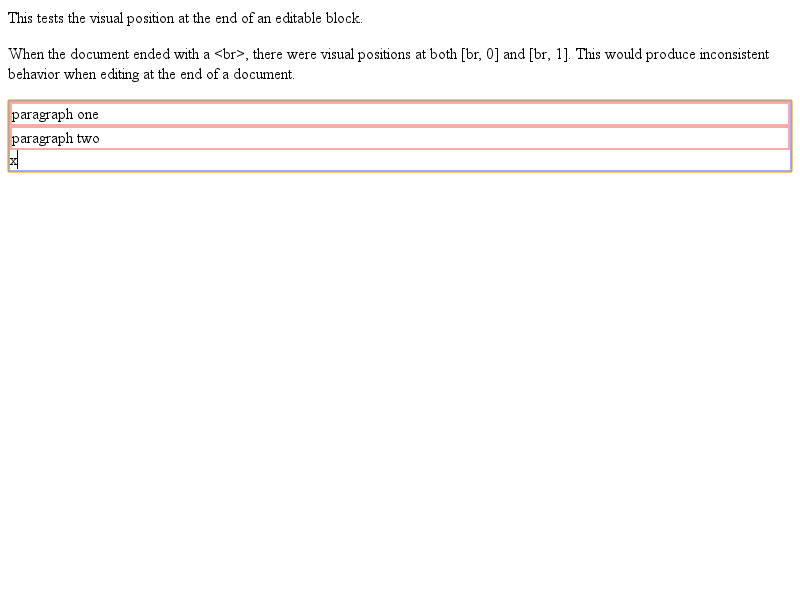 This tests the visual position at the end of an editable block.
When the document ended with a <br>, there were visual positions at both [br, 0] and [br, 1]. This would produce inconsistent
behavior when editing at the end of a document.
paragraph one
paragraph two
x